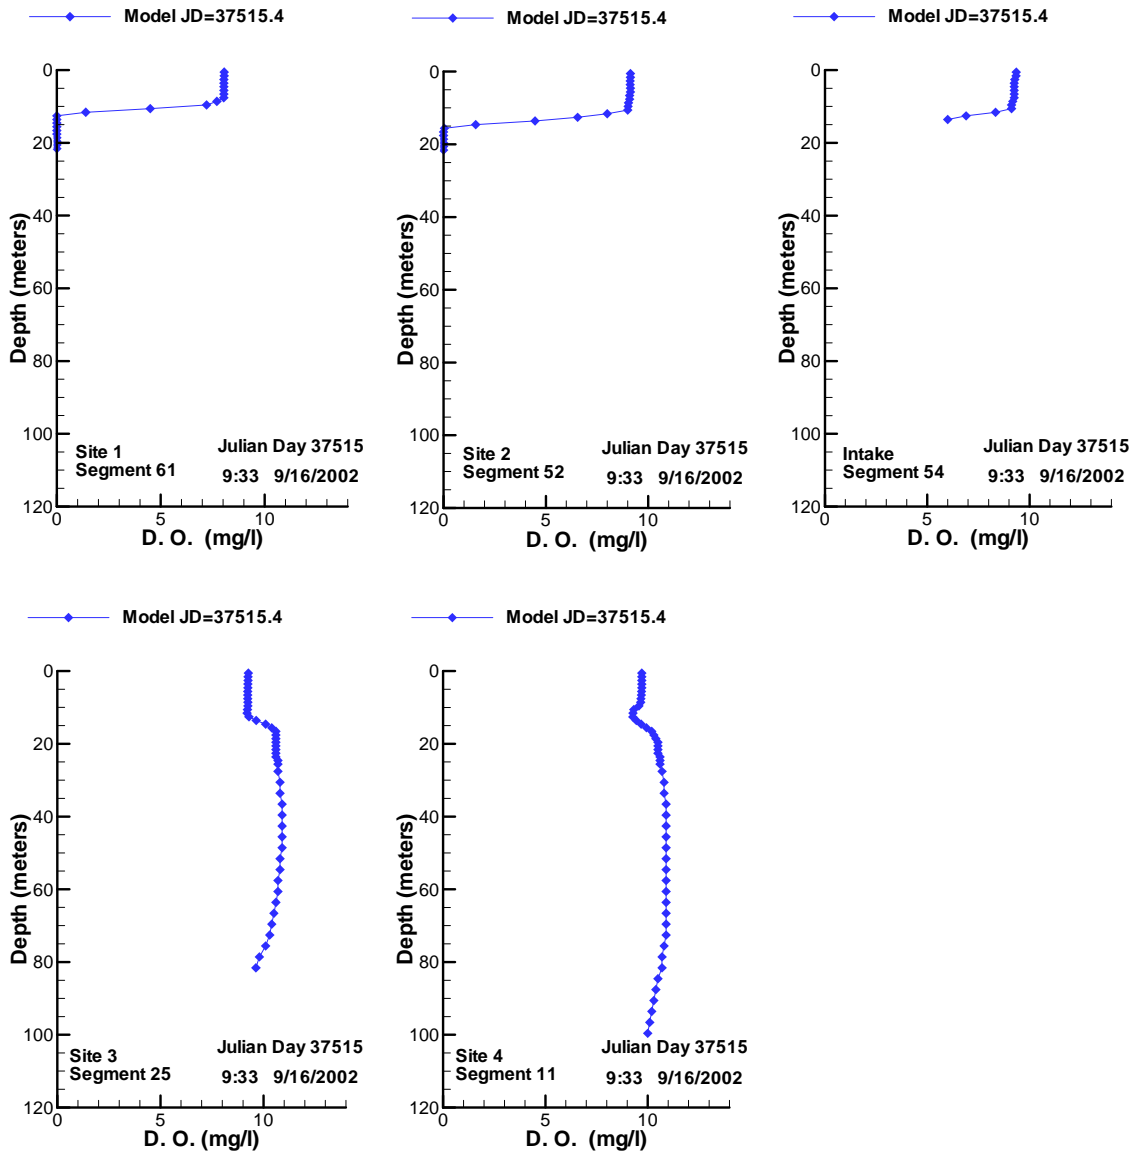 Model JD=37515.4
0
20
40
60
80
100
120
Depth (meters)
Site 1
Segment 61
Julian Day 37515
9:33 9/16/2002
0 5 10
D. O. (mg/l)
Model JD=37515.4
0
20
40
60
80
100
120
Depth (meters)
Site 2
Segment 52
Julian Day 37515
9:33 9/16/2002
0 5 10
D. O. (mg/l)
Model JD=37515.4
0
20
40
60
80
100
120
Depth (meters)
Intake
Segment 54
Julian Day 37515
9:33 9/16/2002
0 5 10
D. O. (mg/l)
Model JD=37515.4
0
20
40
60
80
100
120
Depth (meters)
Site 3
Segment 25
Julian Day 37515
9:33 9/16/2002
0 5 10
D. O. (mg/l)
Model JD=37515.4
0
20
40
60
80
100
120
Depth (meters)
Site 4
Segment 11
Julian Day 37515
9:33 9/16/2002
0 5 10
D. O. (mg/l)